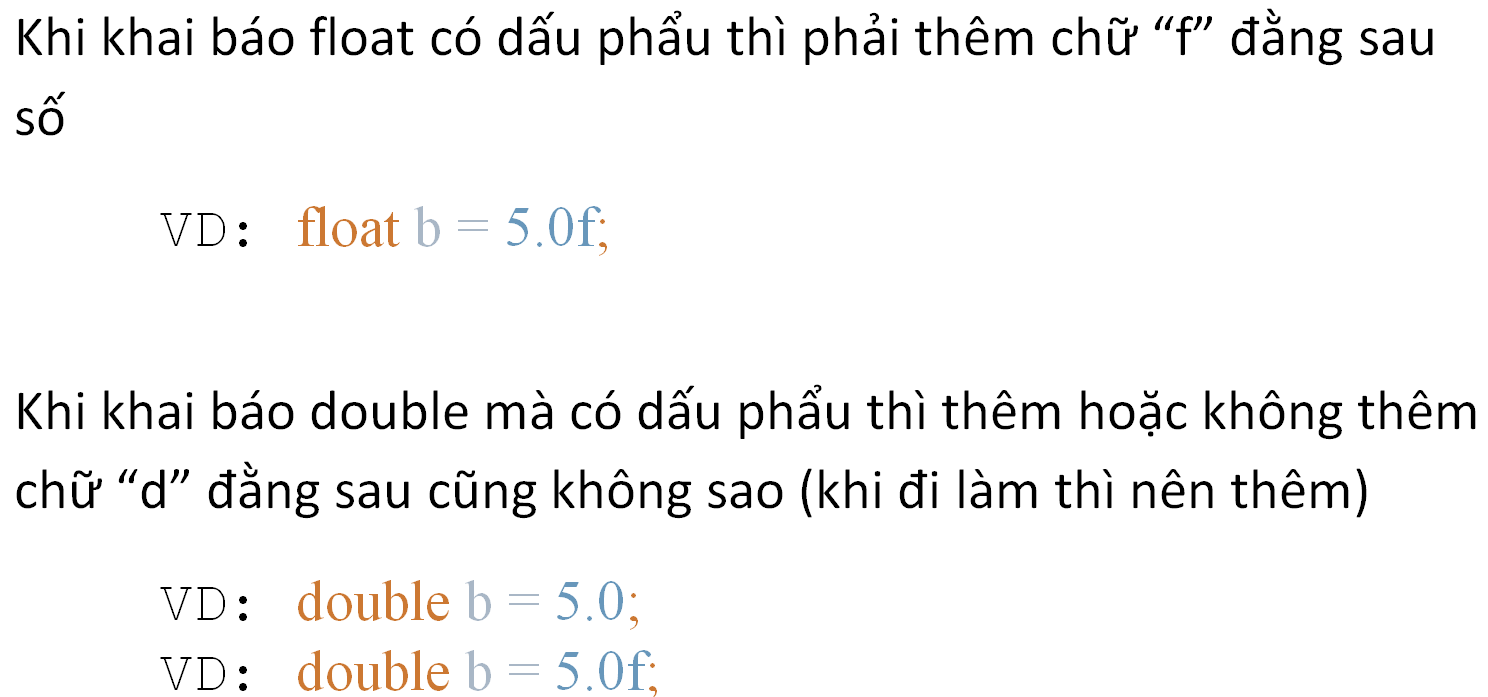 Khi khai báo float có dấu phẩu thì phải thêm chữ “f” đằng sau
số
VD: float b = 5.0f;
Khi khai báo double mà có dấu phẩu thì thêm hoặc không thêm
chữ “d” đằng sau cũng không sao (khi đi làm thì nên thêm)
VD: double b = 5.0;
VD: double b = 5.0f;